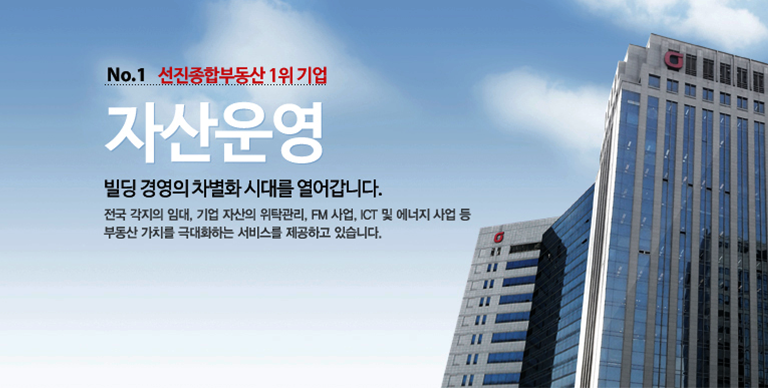 No.1 선진종합부동산 1위 기업
자산운영
빌딩 경영의 차별화 시대를 열어갑니다.
전국 각지의 임대, 기업 자산의 위탁관리, FM 사업, ICT 및 에너지 사업 등
부동산 가치를 극대화하는 서비스를 제공하고 있습니다.